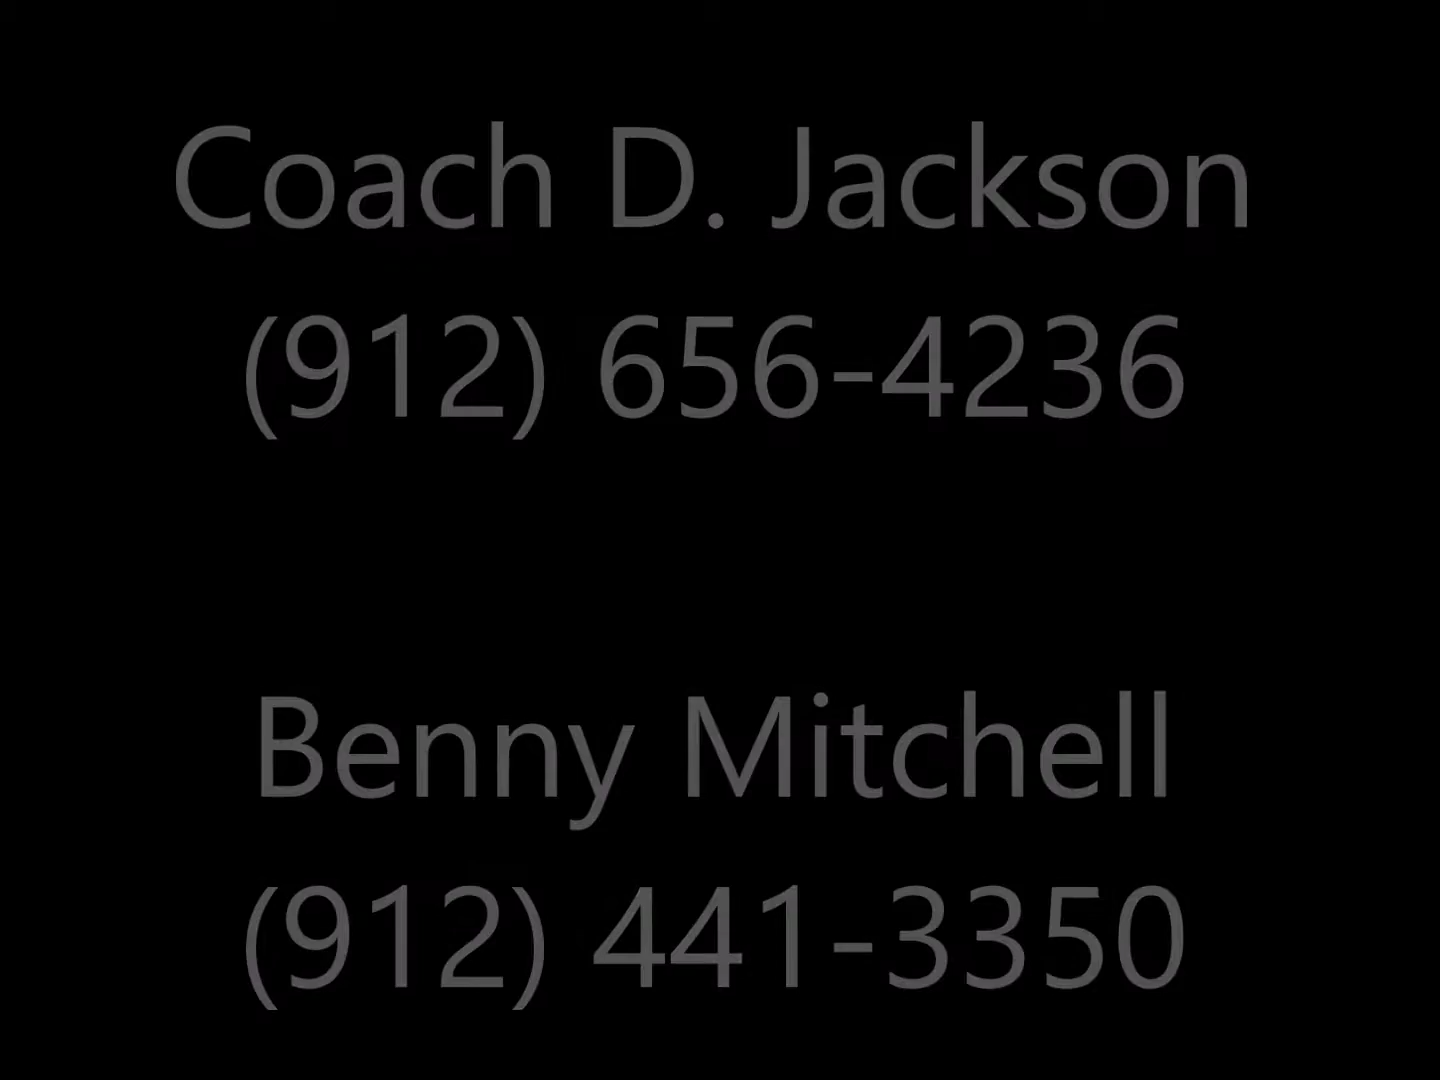 Coach D. Jackson
(912) 656-4236
Benny Mitchell
(912) 441-3350